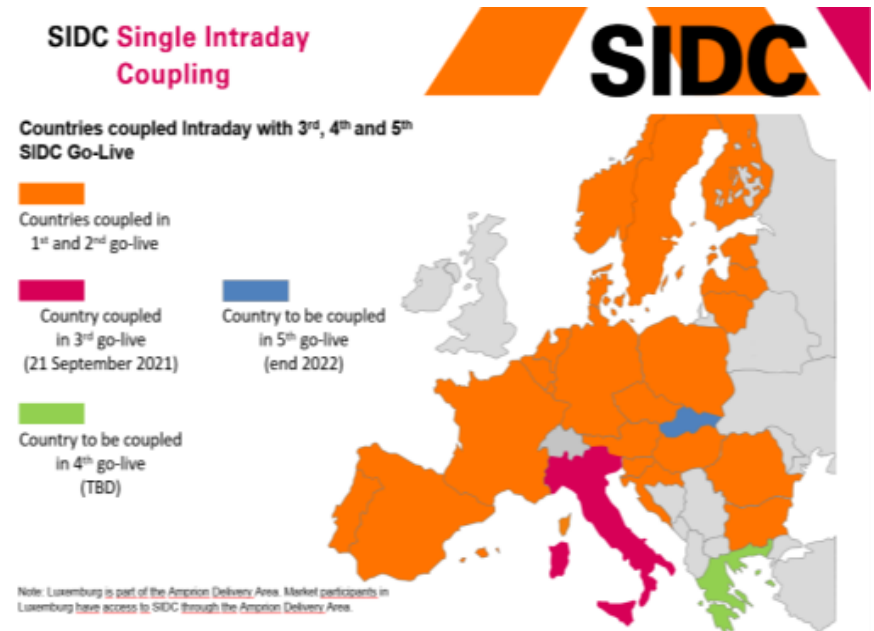 SIDC Single Intraday
Coupling
SIDC
Countries coupled Intraday with 3rd, 4th and 5th
SIDC Go-Live
Countries coupled in
1st and 2nd go-live
Country coupled
in 3rd go-live
(21 September 2021)
Country to be coupled
in 5th go-live
(end 2022)
Country to be coupled
in 4th go-live
(TBD)
Note: Luxemburg is part of the Amprion Delivery Area. Market participants in
Luxemburg have access to SIDC through the Amprion Delivery Area.